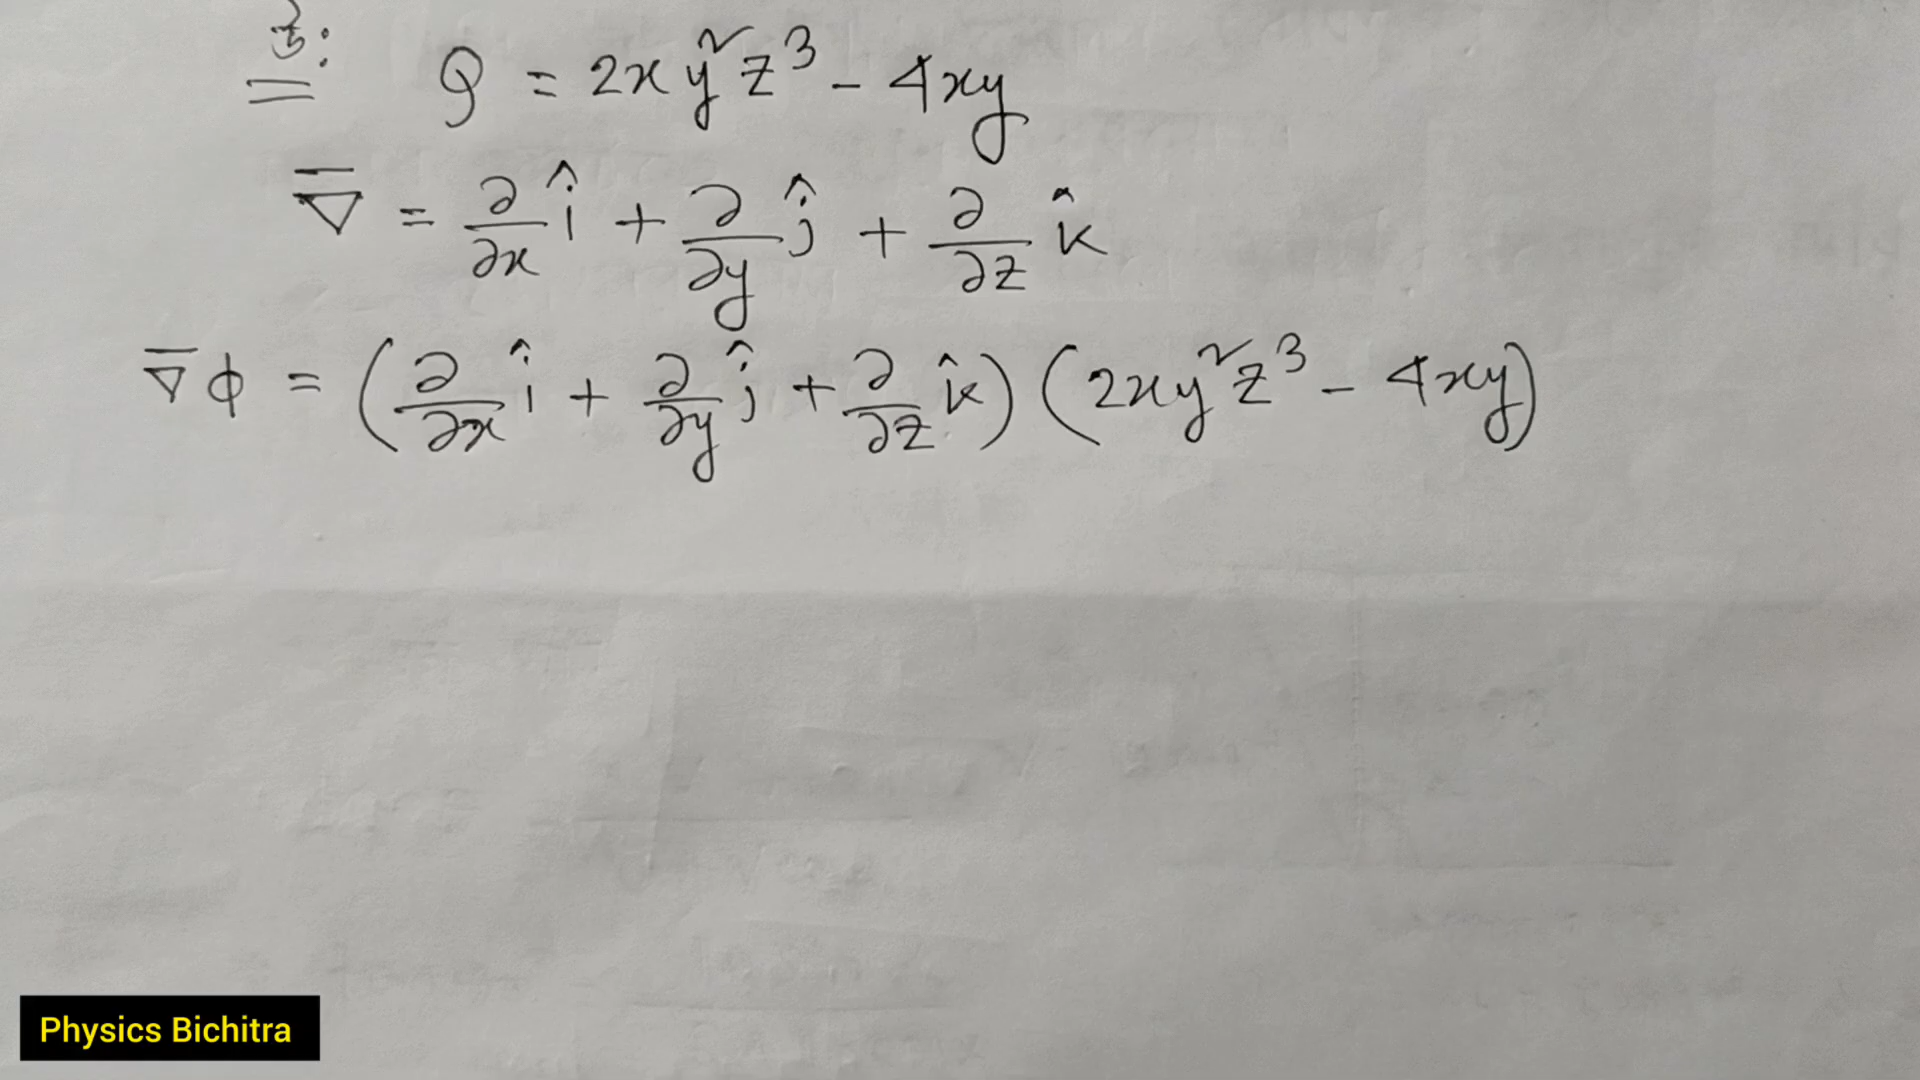 φ = 2xy²z³ - 4xy
∇̄ = ∂/∂x î + ∂/∂y ĵ + ∂/∂z k̂
∇̄φ = (∂/∂x î + ∂/∂y ĵ + ∂/∂z k̂) (2xy²z³ - 4xy)
Physics Bichitra